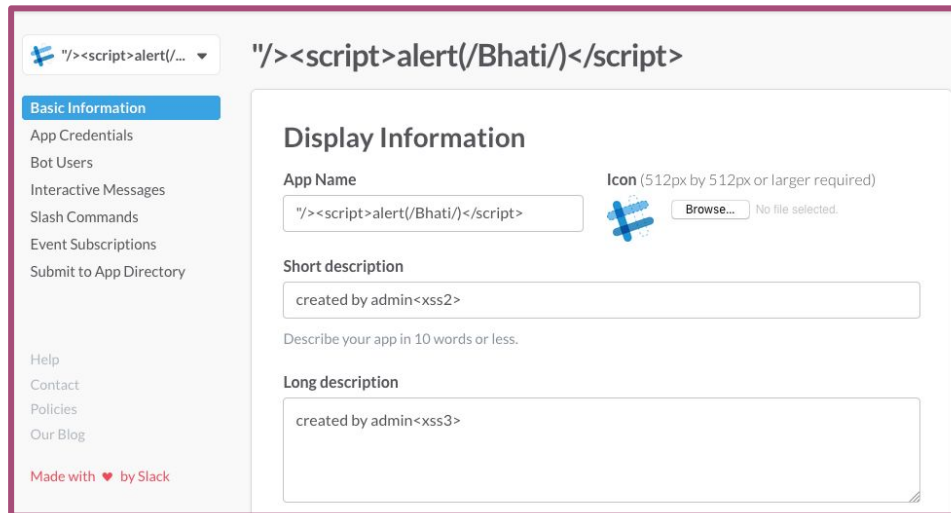 "/><script>alert(/...
"/><script>alert(/Bhati/)</script>
Basic Information
App Credentials
Bot Users
Interactive Messages
Slash Commands
Event Subscriptions
Submit to App Directory
Help
Contact
Policies
Our Blog
Made with ♥ by Slack
Display Information
App Name
"/><script>alert(/Bhati/)</script>
Icon (512px by 512px or larger required)
Browse... No file selected.
Short description
created by admin<xss2>
Describe your app in 10 words or less.
Long description
created by admin<xss3>